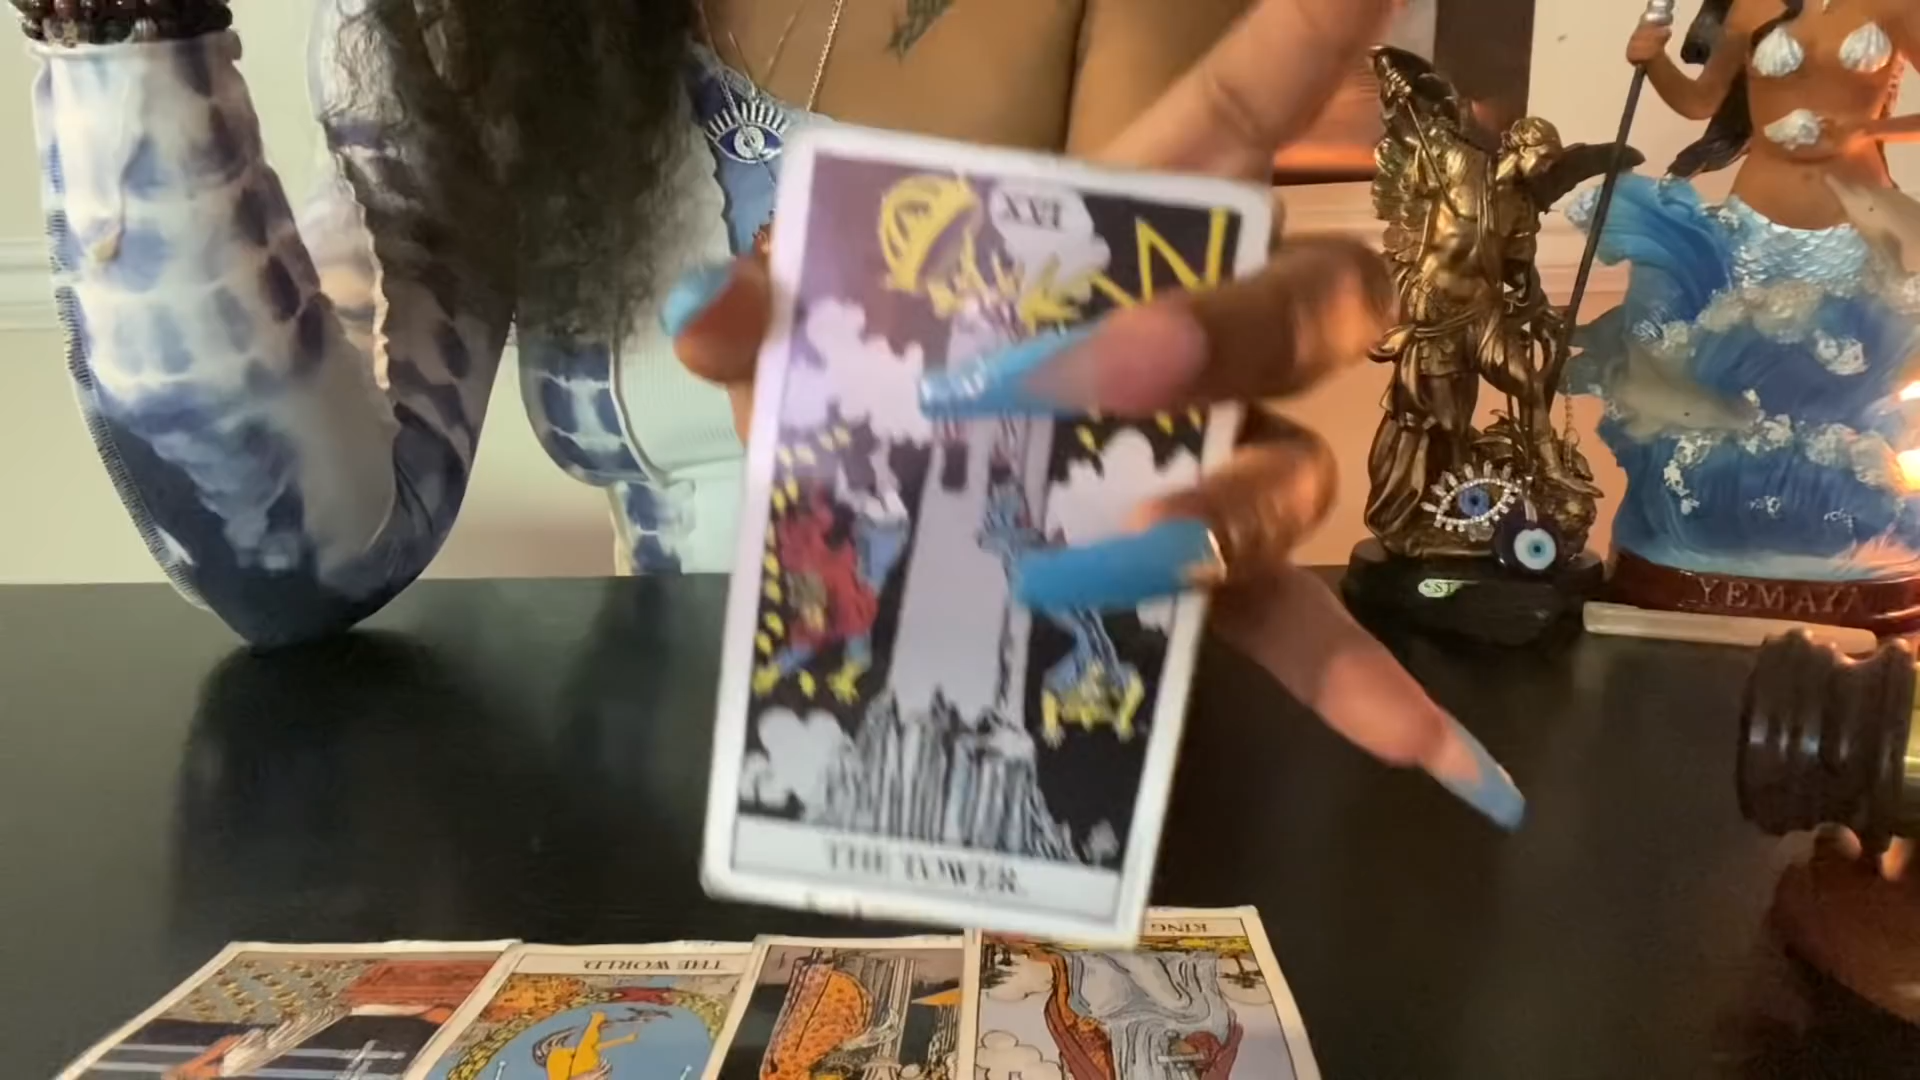 XVI
THE TOWER.
YEMAYA
THE WORLD.
KING